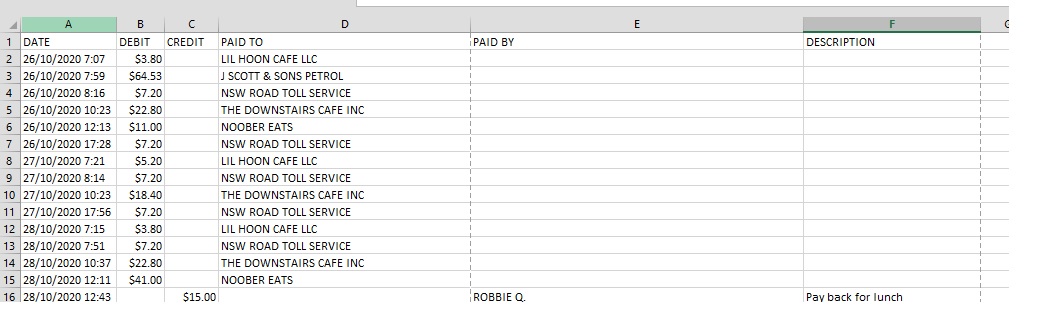 A B C D E F
1 DATE DEBIT CREDIT PAID TO PAID BY DESCRIPTION
2 26/10/2020 7:07 $3.80 LIL HOON CAFE LLC
3 26/10/2020 7:59 $64.53 J SCOTT & SONS PETROL
4 26/10/2020 8:16 $7.20 NSW ROAD TOLL SERVICE
5 26/10/2020 10:23 $22.80 THE DOWNSTAIRS CAFE INC
6 26/10/2020 12:13 $11.00 NOOBER EATS
7 26/10/2020 17:28 $7.20 NSW ROAD TOLL SERVICE
8 27/10/2020 7:21 $5.20 LIL HOON CAFE LLC
9 27/10/2020 8:14 $7.20 NSW ROAD TOLL SERVICE
10 27/10/2020 10:23 $18.40 THE DOWNSTAIRS CAFE INC
11 27/10/2020 17:56 $7.20 NSW ROAD TOLL SERVICE
12 28/10/2020 7:15 $3.80 LIL HOON CAFE LLC
13 28/10/2020 7:51 $7.20 NSW ROAD TOLL SERVICE
14 28/10/2020 10:37 $22.80 THE DOWNSTAIRS CAFE INC
15 28/10/2020 12:11 $41.00 NOOBER EATS
16 28/10/2020 12:43 $15.00 ROBBIE Q. Pay back for lunch